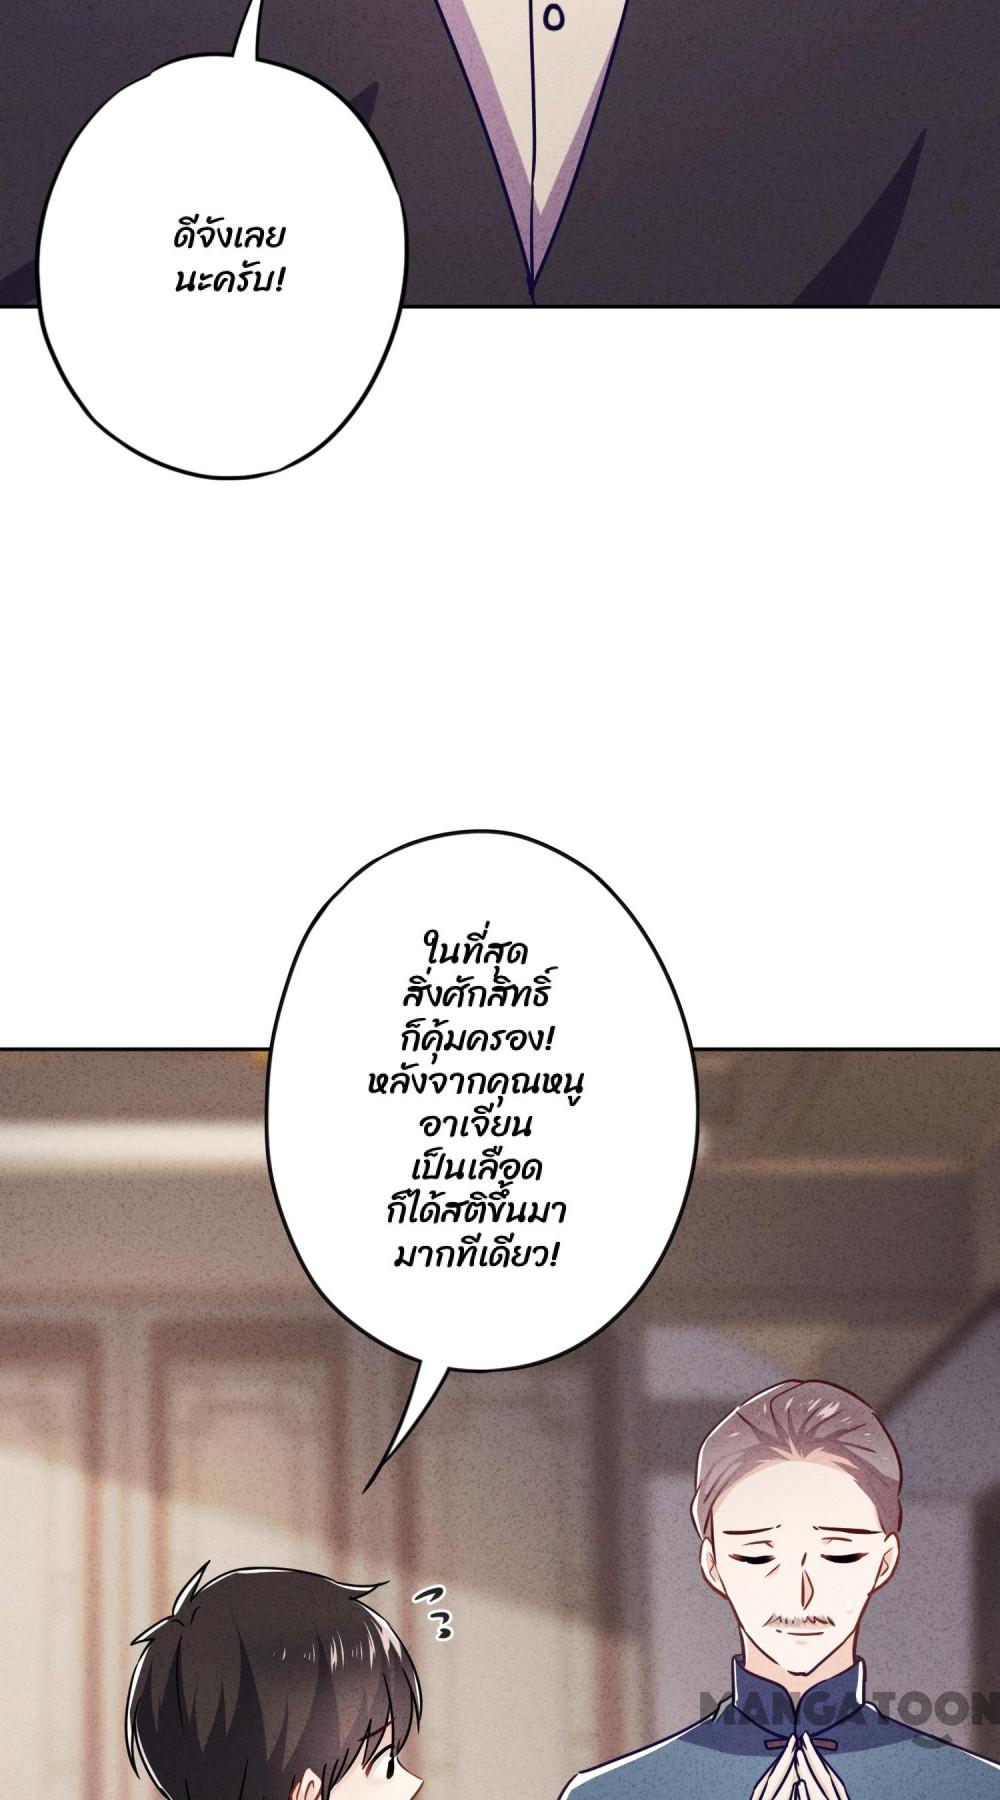 ดีจังเลย
นะครับ!
ในที่สุด
สิ่งศักสิทธิ์
ก็คุ้มครอง!
หลังจากคุณหนู
อาเจียน
เป็นเลือด
ก็ได้สติขึ้นมา
มากทีเดียว!
MANGATOON